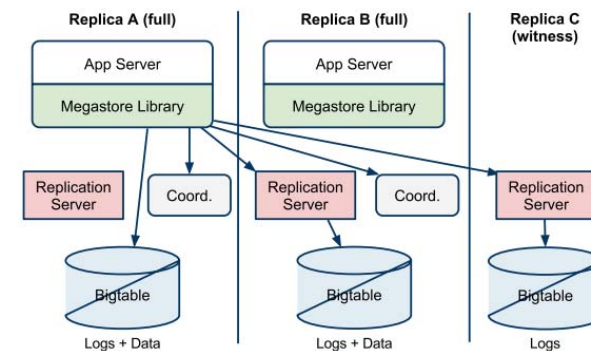 Replica A (full)
Replica B (full)
Replica C
(witness)
App Server
Megastore Library
App Server
Megastore Library
Replication
Server
Coord.
Replication
Server
Coord.
Replication
Server
Bigtable
Bigtable
Bigtable
Logs + Data
Logs + Data
Logs